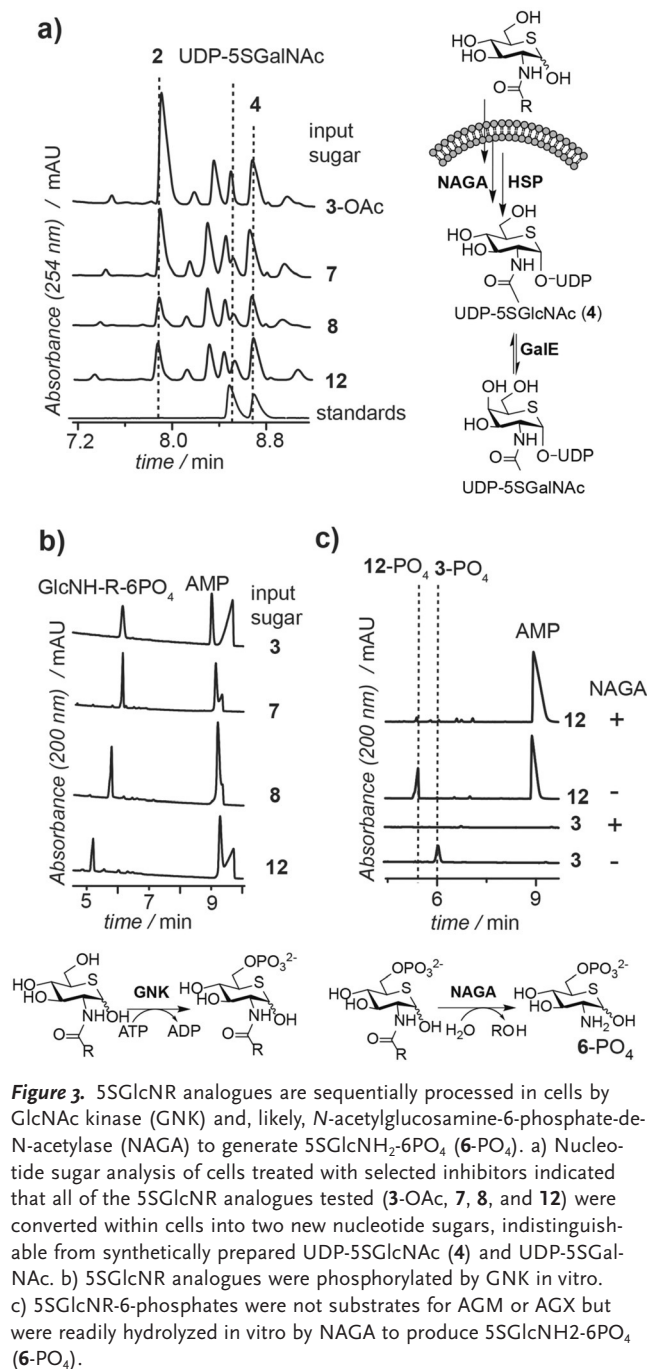 a)
2 UDP-5SGalNAc
4
input
sugar
3-OAc
7
8
12
standards
Absorbance (254 nm) / mAU
7.2 8.0 8.8
time / min
HO
OH
S
HO
NH
OH
O
R
NAGA
HSP
HO
OH
S
HO
NH
O
O-UDP
UDP-5SGlcNAc (4)
GalE
OH
OH
S
HO
NH
O
O-UDP
UDP-5SGalNAc
b)
GlcNH-R-6PO4 AMP
input
sugar
3
7
8
12
Absorbance (200 nm) / mAU
5 7 9
time / min
c)
12-PO4 3-PO4
AMP
NAGA
12 +
12 -
3 +
3 -
Absorbance (200 nm) / mAU
6 9
time / min
HO
OH
S
HO
NHOH
O
R
GNK
ATP ADP
HO
OPO3²⁻
S
HO
NH
OH
O
R
HO
OPO3²⁻
S
HO
NH
OH
O
R
NAGA
H2O ROH
HO
OPO3²⁻
S
HO
NH2
OH
6-PO4
Figure 3. 5SGlcNR analogues are sequentially processed in cells by
GlcNAc kinase (GNK) and, likely, N-acetylglucosamine-6-phosphate-de-
N-acetylase (NAGA) to generate 5SGlcNH2-6PO4 (6-PO4). a) Nucleo-
tide sugar analysis of cells treated with selected inhibitors indicated
that all of the 5SGlcNR analogues tested (3-OAc, 7, 8, and 12) were
converted within cells into two new nucleotide sugars, indistinguish-
able from synthetically prepared UDP-5SGlcNAc (4) and UDP-5SGal-
NAc. b) 5SGlcNR analogues were phosphorylated by GNK in vitro.
c) 5SGlcNR-6-phosphates were not substrates for AGM or AGX but
were readily hydrolyzed in vitro by NAGA to produce 5SGlcNH2-6PO4
(6-PO4).